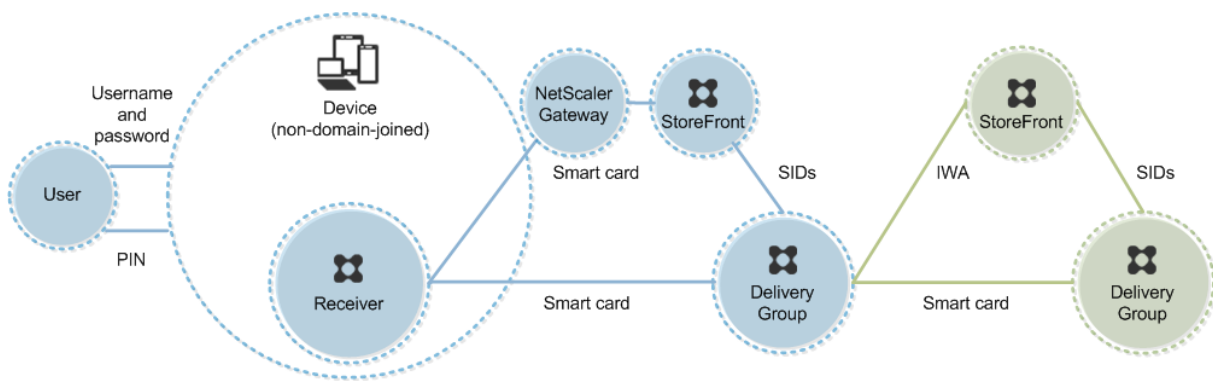 Username
and
password
User
PIN
Device
(non-domain-joined)
Receiver
NetScaler
Gateway
StoreFront
Smart card
SIDs
Smart card
Delivery
Group
StoreFront
IWA
SIDs
Smart card
Delivery
Group